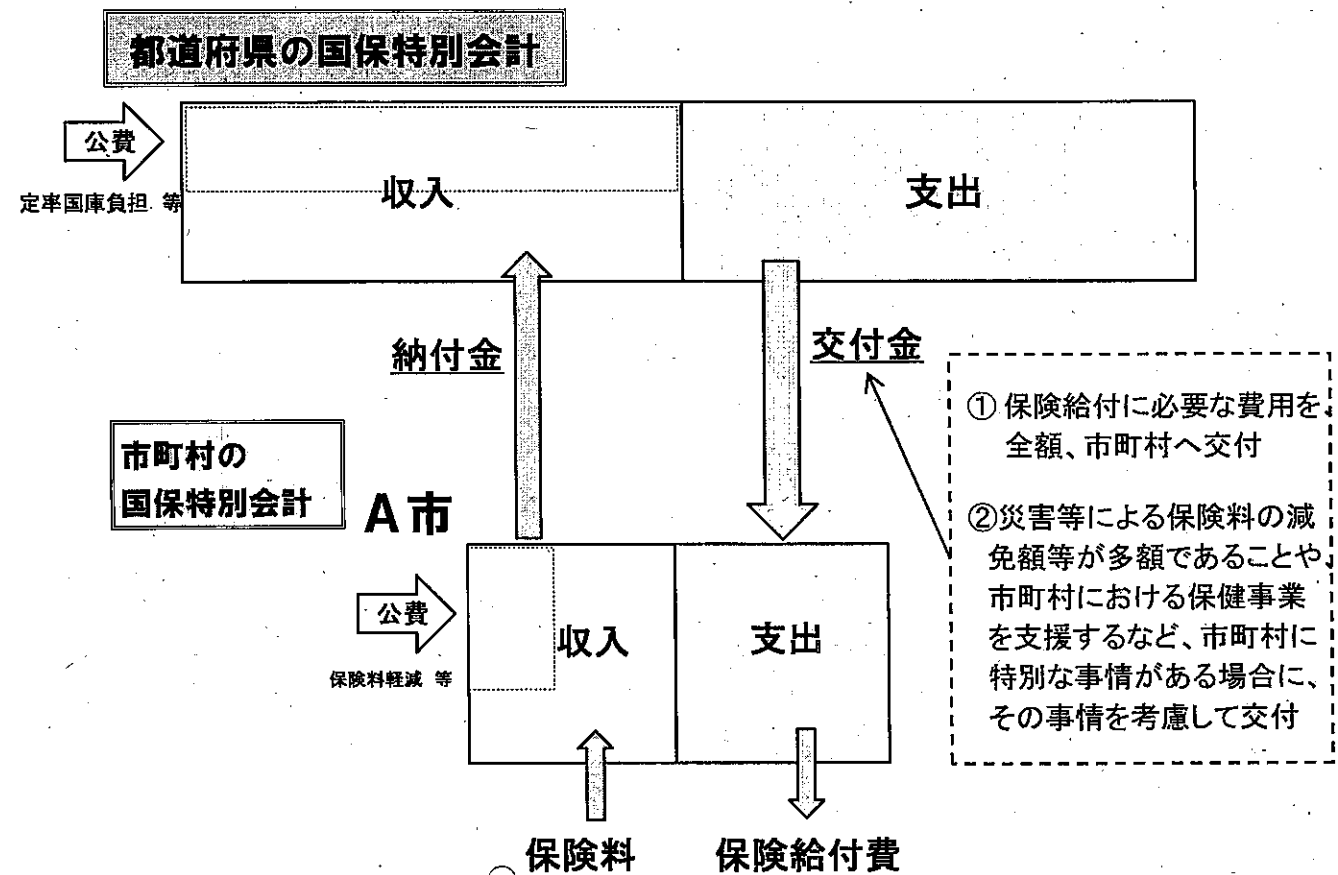 都道府県の国保特別会計
公費
定率国庫負担 等
収入
支出
納付金
交付金
① 保険給付に必要な費用を
全額、市町村へ交付
②災害等による保険料の減
免額等が多額であることや、
市町村における保健事業
を支援するなど、市町村に
特別な事情がある場合に、
その事情を考慮して交付
市町村の
国保特別会計
A市
公費
保険料軽減 等
収入
支出
保険料
保険給付費